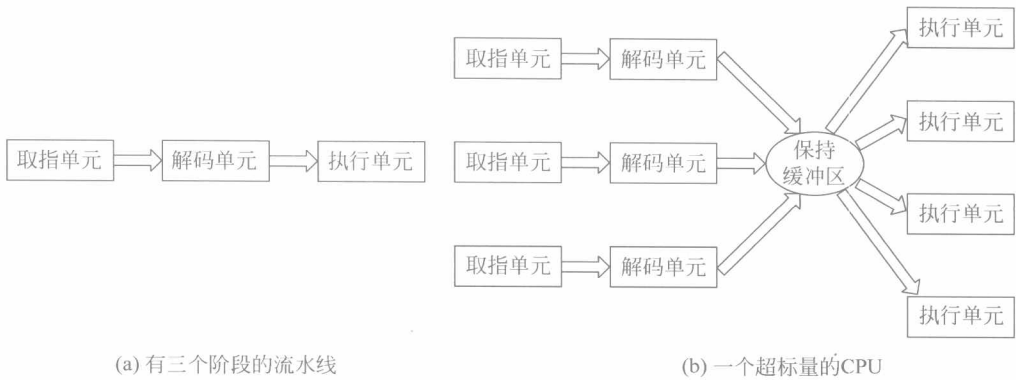 取指单元
解码单元
执行单元
(a) 有三个阶段的流水线
取指单元
解码单元
取指单元
解码单元
取指单元
解码单元
保持
缓冲区
执行单元
执行单元
执行单元
执行单元
(b) 一个超标量的CPU